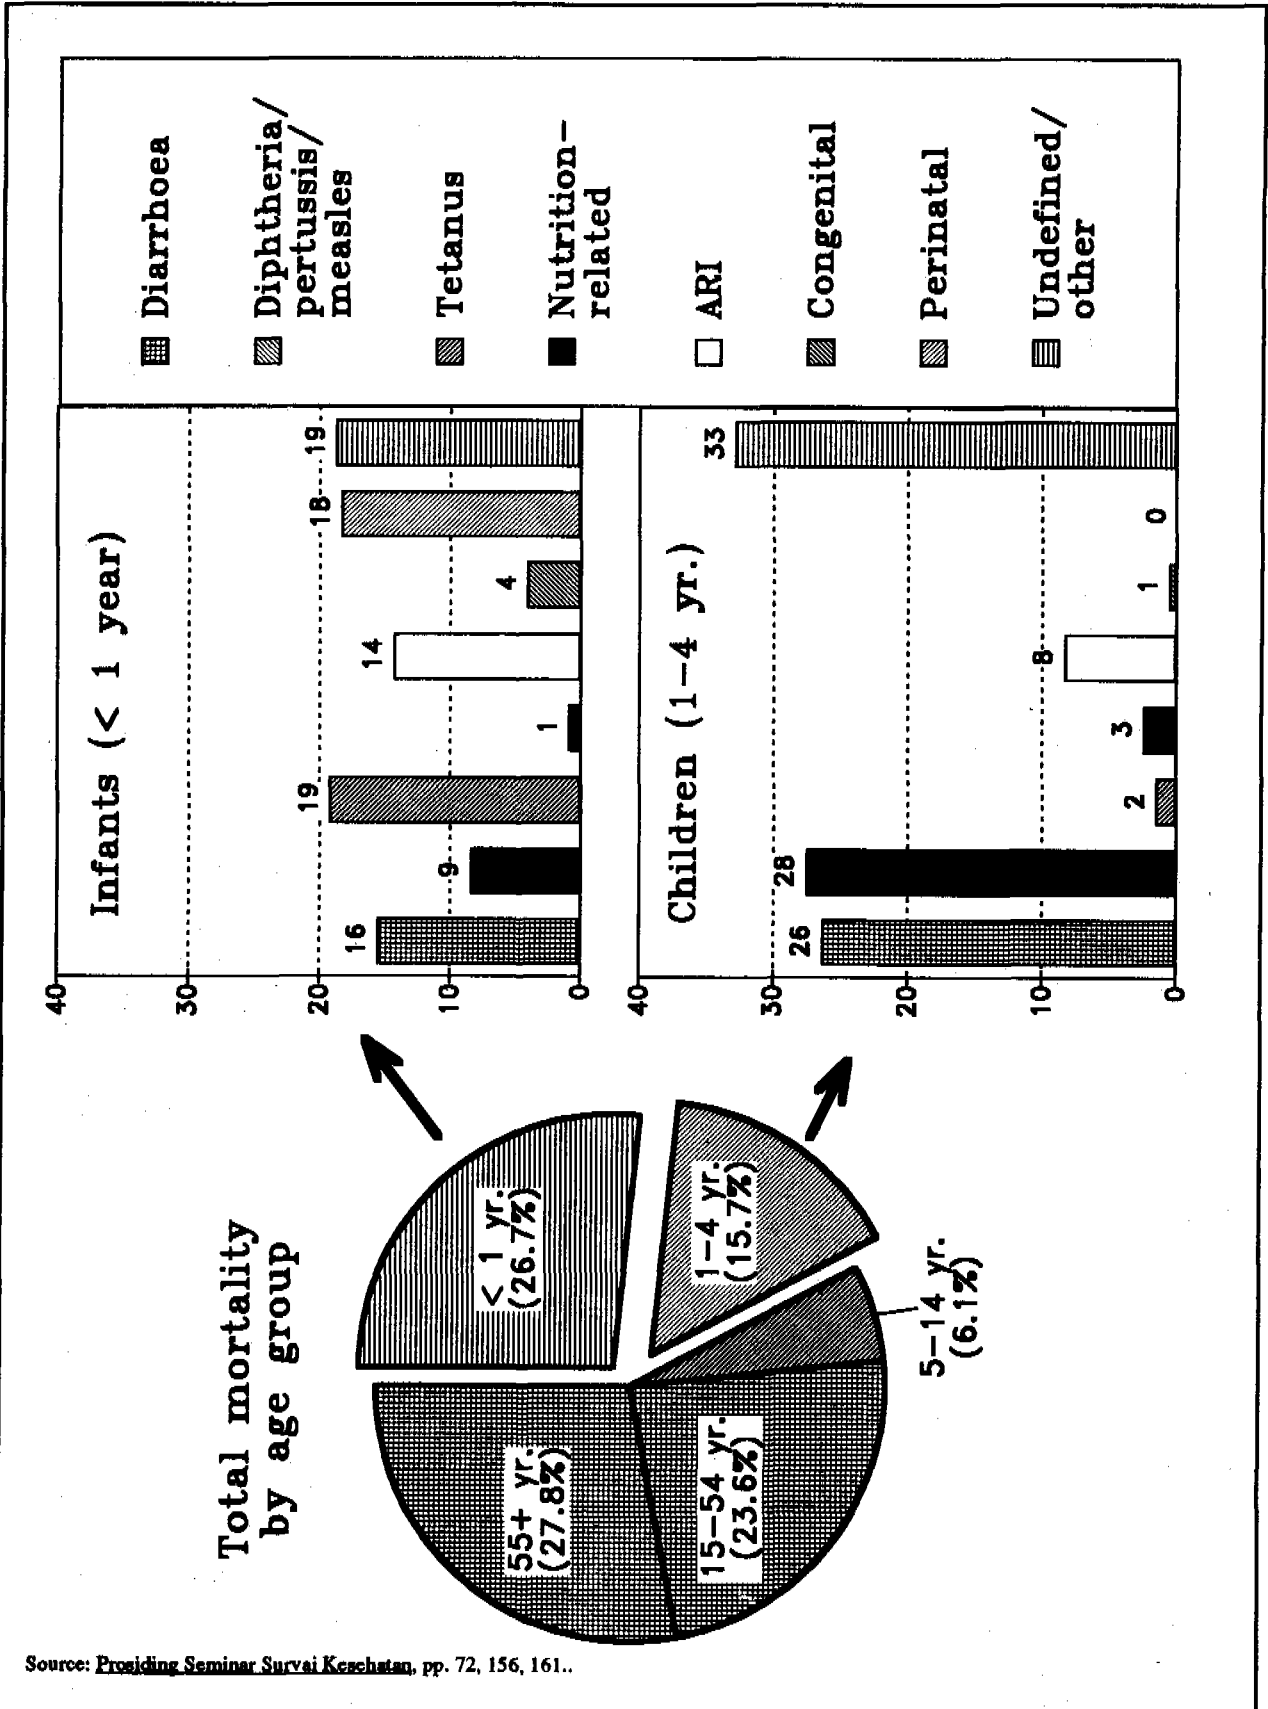 Total mortality
by age group
< 1 yr.
(26.7%)
1-4 yr.
(15.7%)
5-14 yr.
(6.1%)
15-54 yr.
(23.6%)
55+ yr.
(27.8%)
Infants (< 1 year)
40
30
20
10
0
16
9
19
1
14
4
18
19
Children (1-4 yr.)
40
30
20
10
0
26
28
2
3
8
1
0
33
Diarrhoea
Diphtheria/
pertussis/
measles
Tetanus
Nutrition-
related
ARI
Congenital
Perinatal
Undefined/
other
Source: Prosiding Seminar Survai Kesehatan, pp. 72, 156, 161..